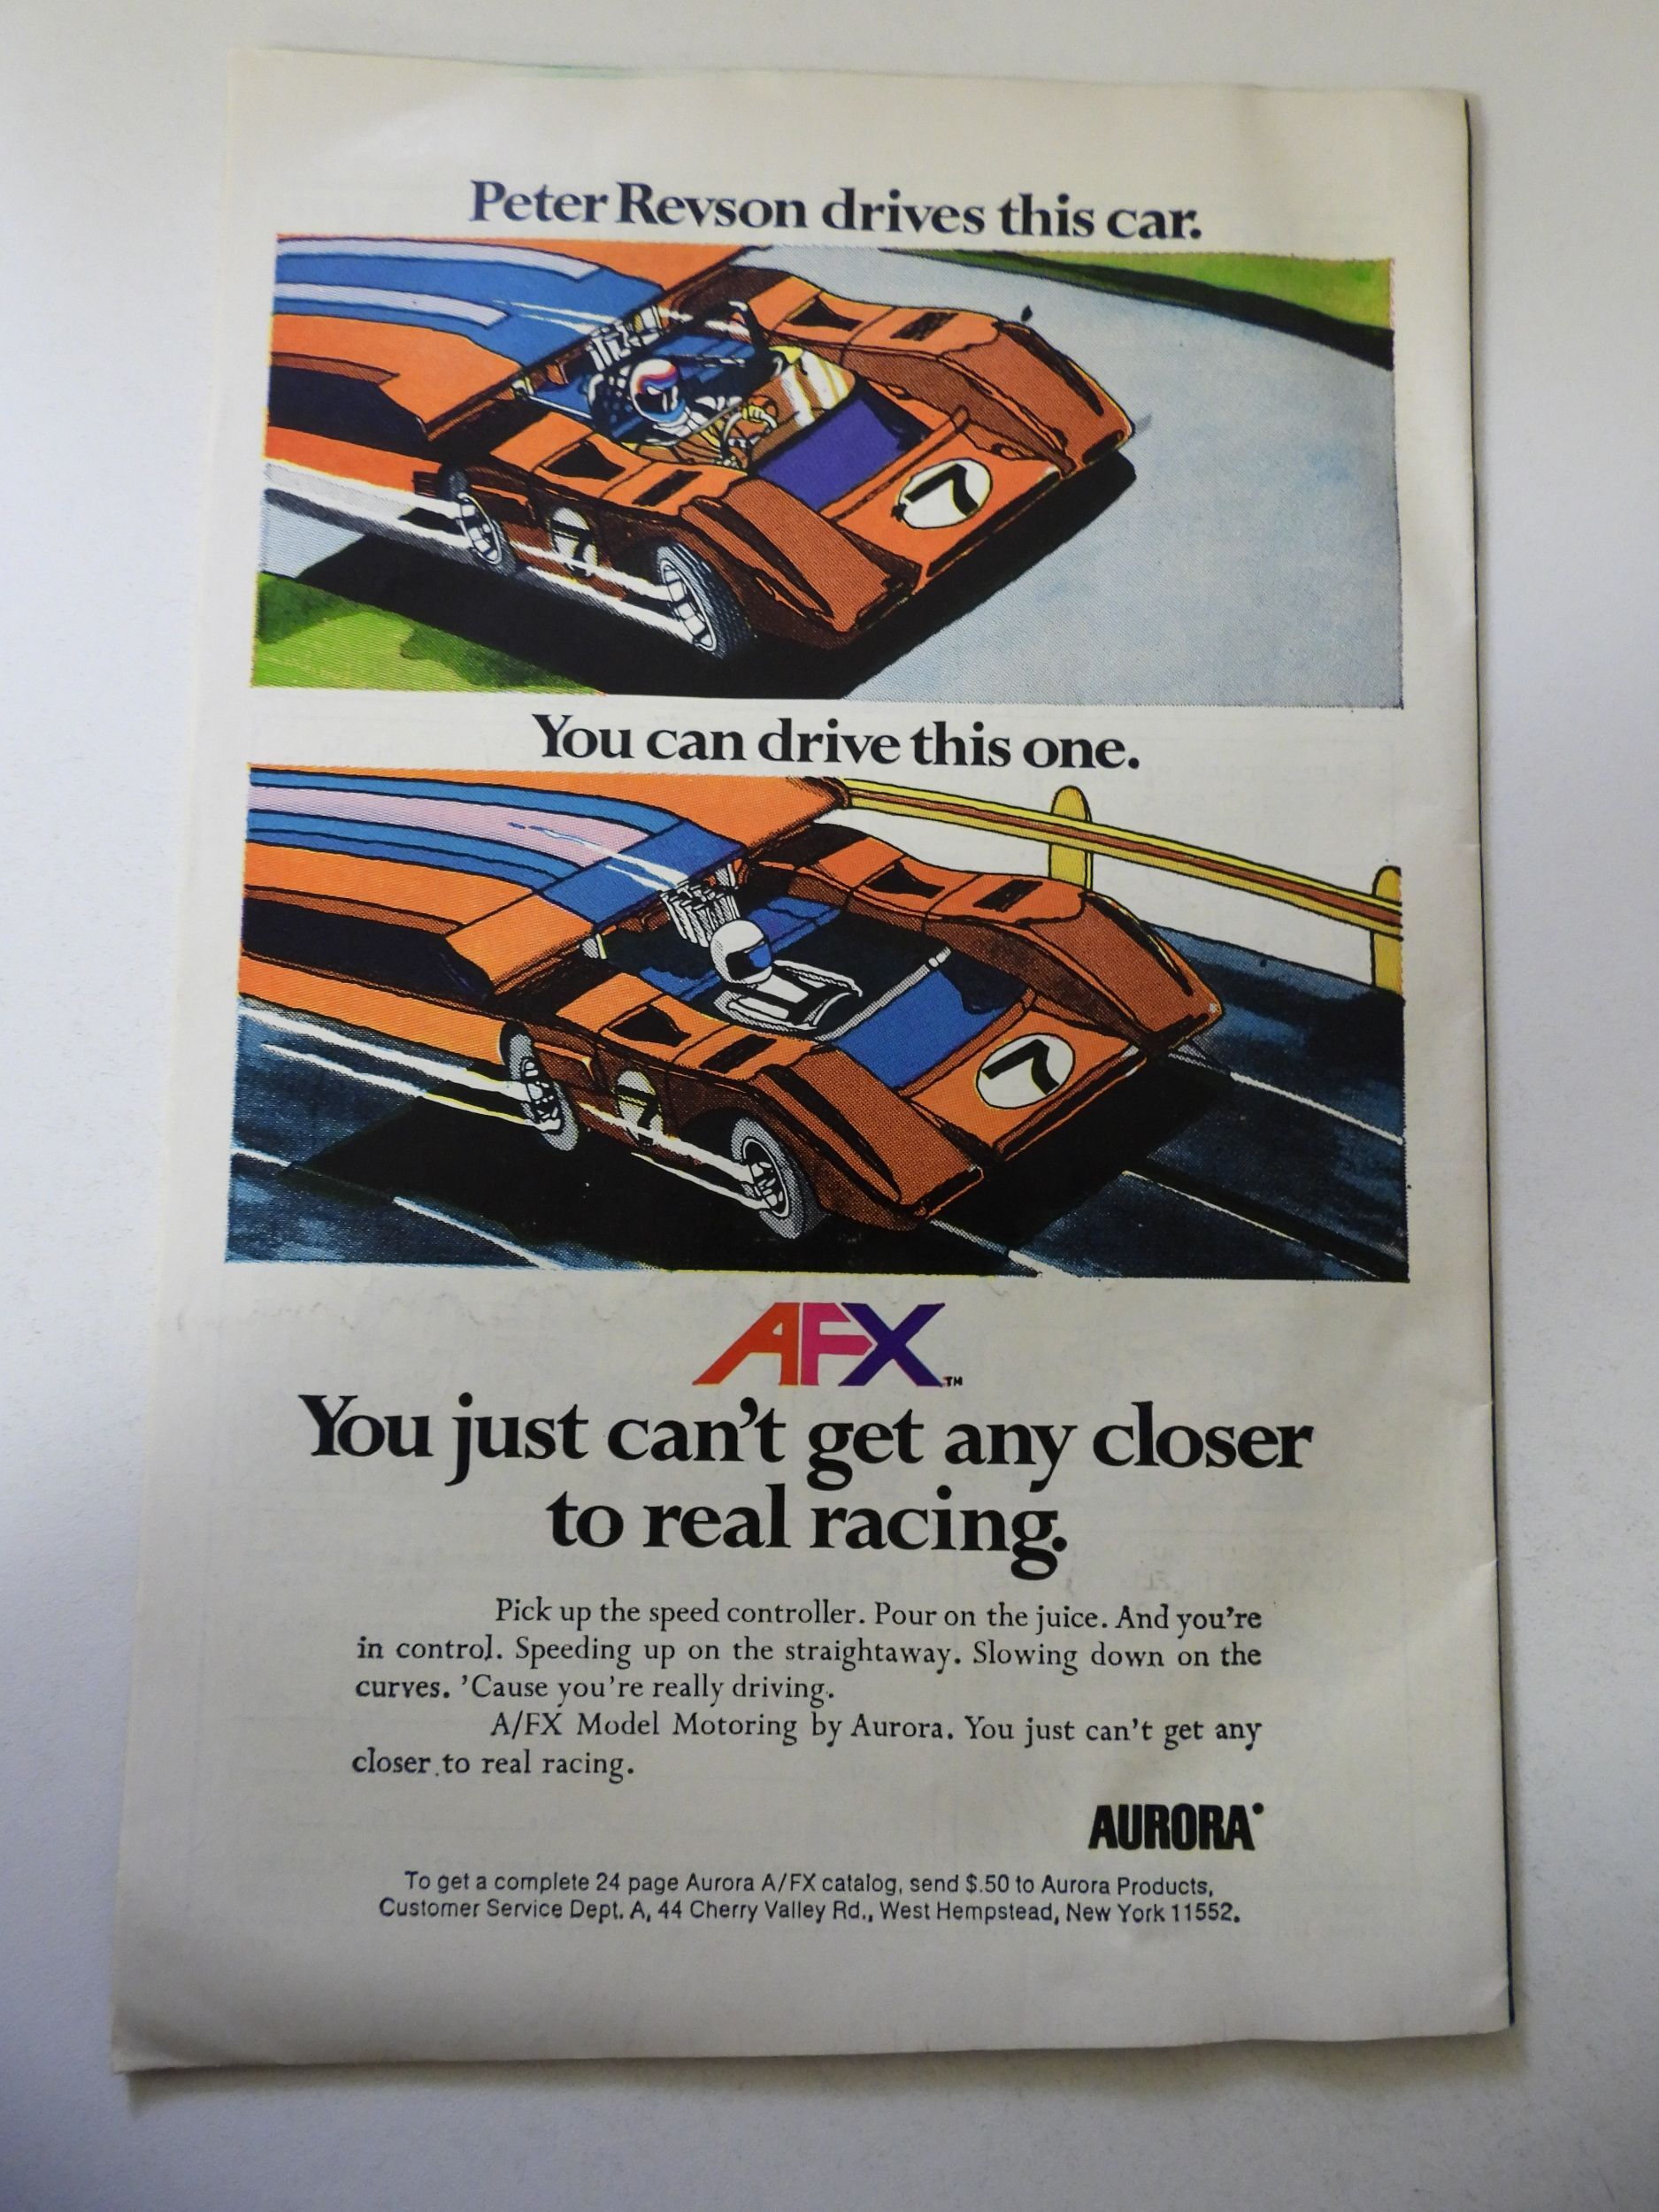 Peter Revson drives this car.
7
7
You can drive this one.
7
AFX™
You just can't get any closer
to real racing.
Pick up the speed controller. Pour on the juice. And you're
in control. Speeding up on the straightaway. Slowing down on the
curves. 'Cause you're really driving.
A/FX Model Motoring by Aurora. You just can't get any
closer to real racing.
AURORA
To get a complete 24 page Aurora A/FX catalog, send $.50 to Aurora Products,
Customer Service Dept. A, 44 Cherry Valley Rd., West Hempstead, New York 11552.